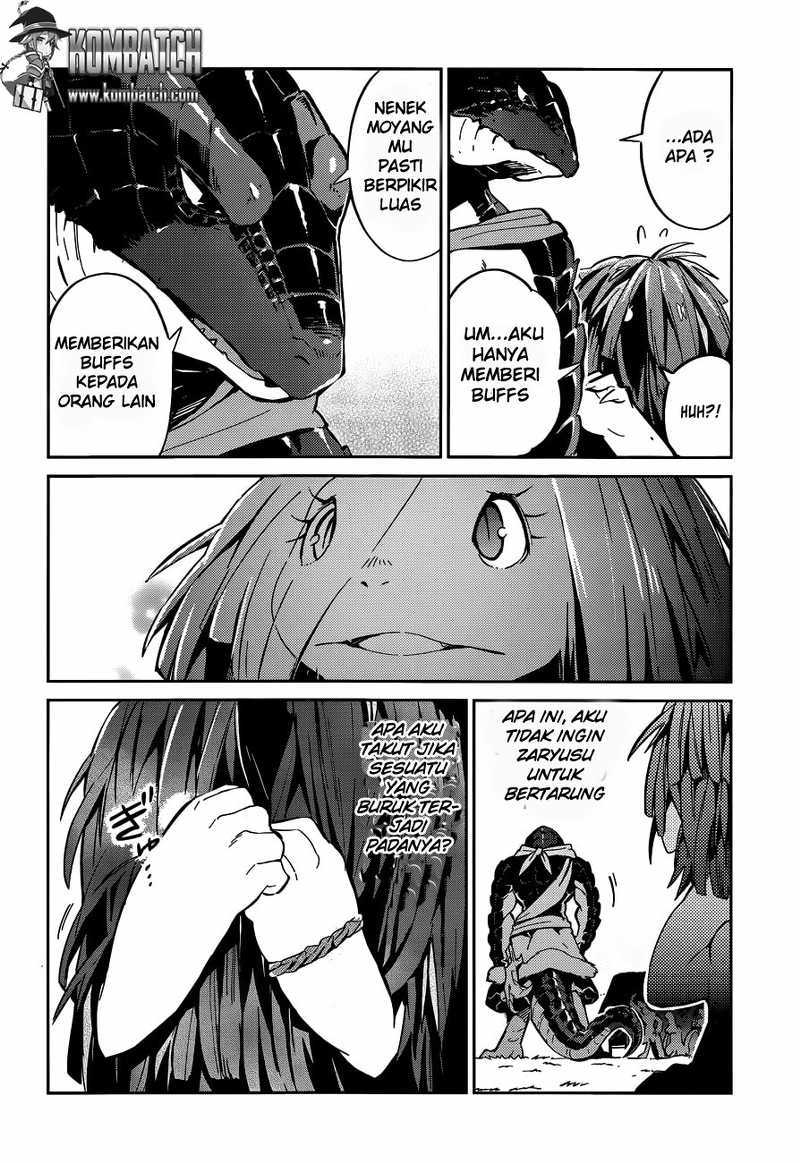 KOMBATCH
www.kombatch.com
...ADA
APA ?
UM...AKU
HANYA
MEMBERI
BUFFS
HUH?!
NENEK
MOYANG
MU
PASTI
BERPIKIR
LUAS
MEMBERIKAN
BUFFS
KEPADA
ORANG LAIN
APA INI, AKU
TIDAK INGIN
ZARYUSU
UNTUK
BERTARUNG
APA AKU
TAKUT JIKA
SESUATU
YANG
BURUK TER-
JADI
PADANYA?
ぎゅ